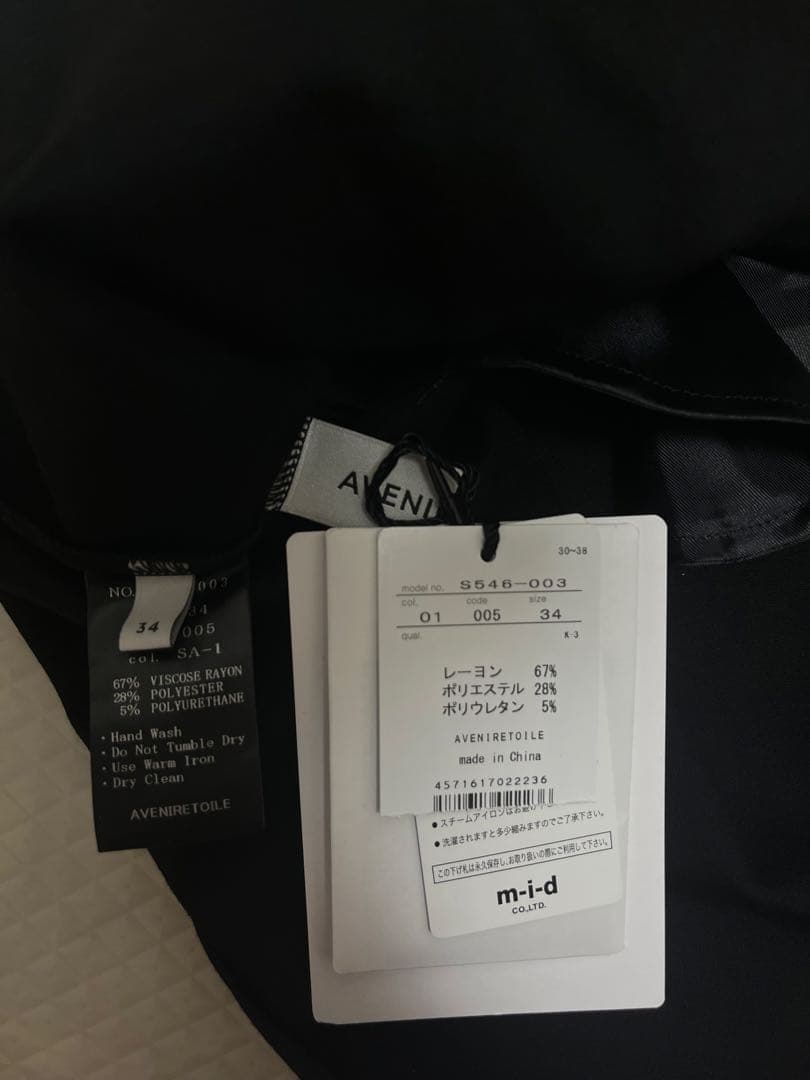 AVENI
NO. 003
34
34
005
col. SA-1
67% VISCOSE RAYON
28% POLYESTER
5% POLYURETHANE
・Hand Wash
・Do Not Tumble Dry
・Use Warm Iron
・Dry Clean
AVENIRETOILE
30~38
model no. S546-003
col. code size
01 005 34
qual. K-3
レーヨン 67%
ポリエステル 28%
ポリウレタン 5%
AVENIRETOILE
made in China
4571617022236
●スチームアイロンはお避け下さい。
●洗濯されますと多少縮みますのでご了承下さい。
この下げ札は永久保存し、お取り扱いの際にご利用して下さい。
m-i-d
CO.,LTD.